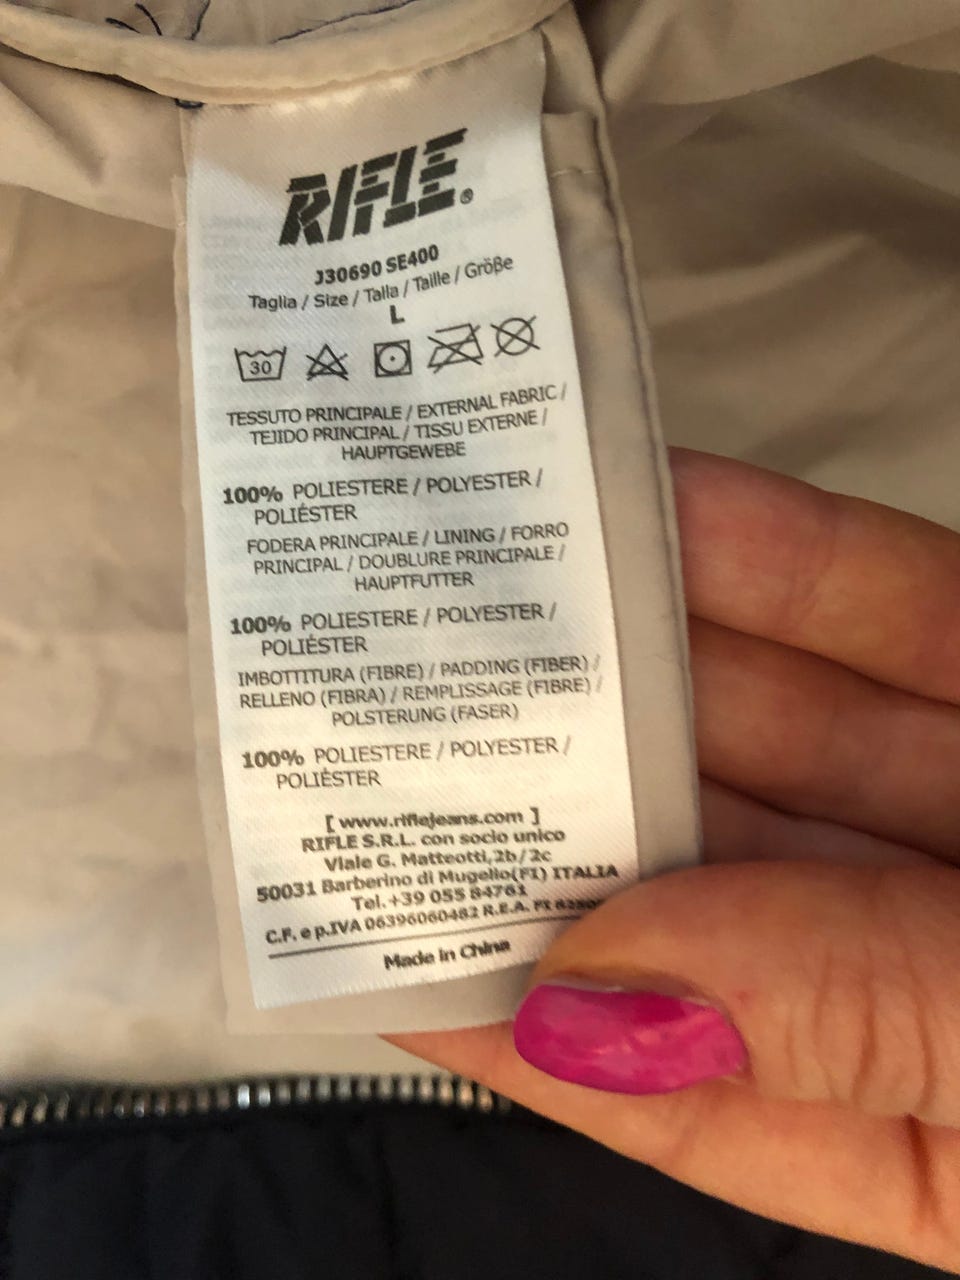 RIFLE®
J30690 SE400
Taglia / Size / Talla / Taille / Größe
L
30
TESSUTO PRINCIPALE / EXTERNAL FABRIC /
TEJIDO PRINCIPAL / TISSU EXTERNE /
HAUPTGEWEBE
100% POLIESTERE / POLYESTER /
POLIÉSTER
FODERA PRINCIPALE / LINING / FORRO
PRINCIPAL / DOUBLURE PRINCIPALE /
HAUPTFUTTER
100% POLIESTERE / POLYESTER /
POLIÉSTER
IMBOTTITURA (FIBRE) / PADDING (FIBER) /
RELLENO (FIBRA) / REMPLISSAGE (FIBRE) /
POLSTERUNG (FASER)
100% POLIESTERE / POLYESTER /
POLIÉSTER
[ www.riflejeans.com ]
RIFLE S.R.L. con socio unico
Viale G. Matteotti,2b/2c
50031 Barberino di Mugello(FI) ITALIA
Tel.+39 055 84761
C.F. e p.IVA 06396060482 R.E.A. FI
Made in China